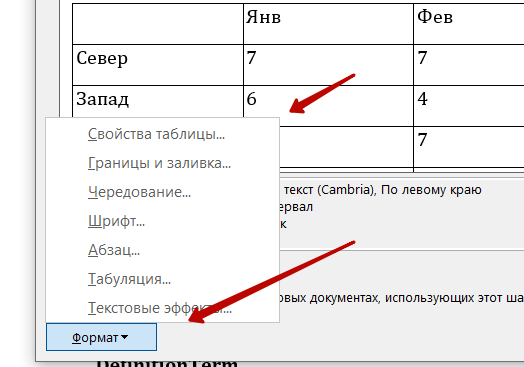 Янв Фев
Север 7 7
Запад 6 4
7
Свойства таблицы...
Границы и заливка...
Чередование...
Шрифт...
Абзац...
Табуляция...
Текстовые эффекты...
текст (Cambria), По левому краю
ервал
к
овых документах, использующих этот ша
Формат
DefinitionTerm